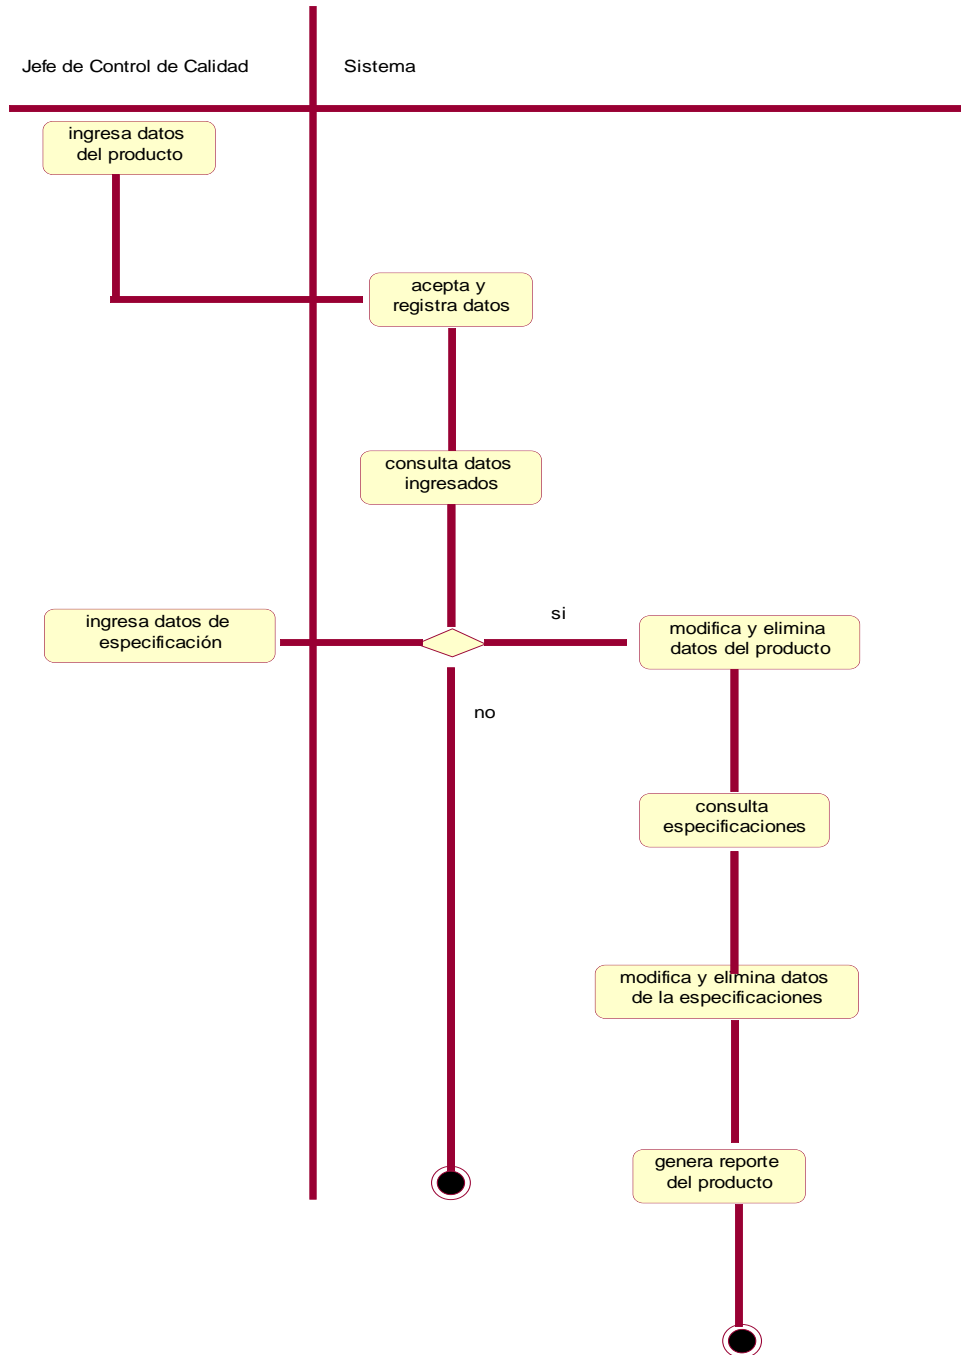 Jefe de Control de Calidad
Sistema
ingresa datos
del producto
acepta y
registra datos
consulta datos
ingresados
ingresa datos de
especificación
si
modifica y elimina
datos del producto
no
consulta
especificaciones
modifica y elimina datos
de la especificaciones
genera reporte
del producto